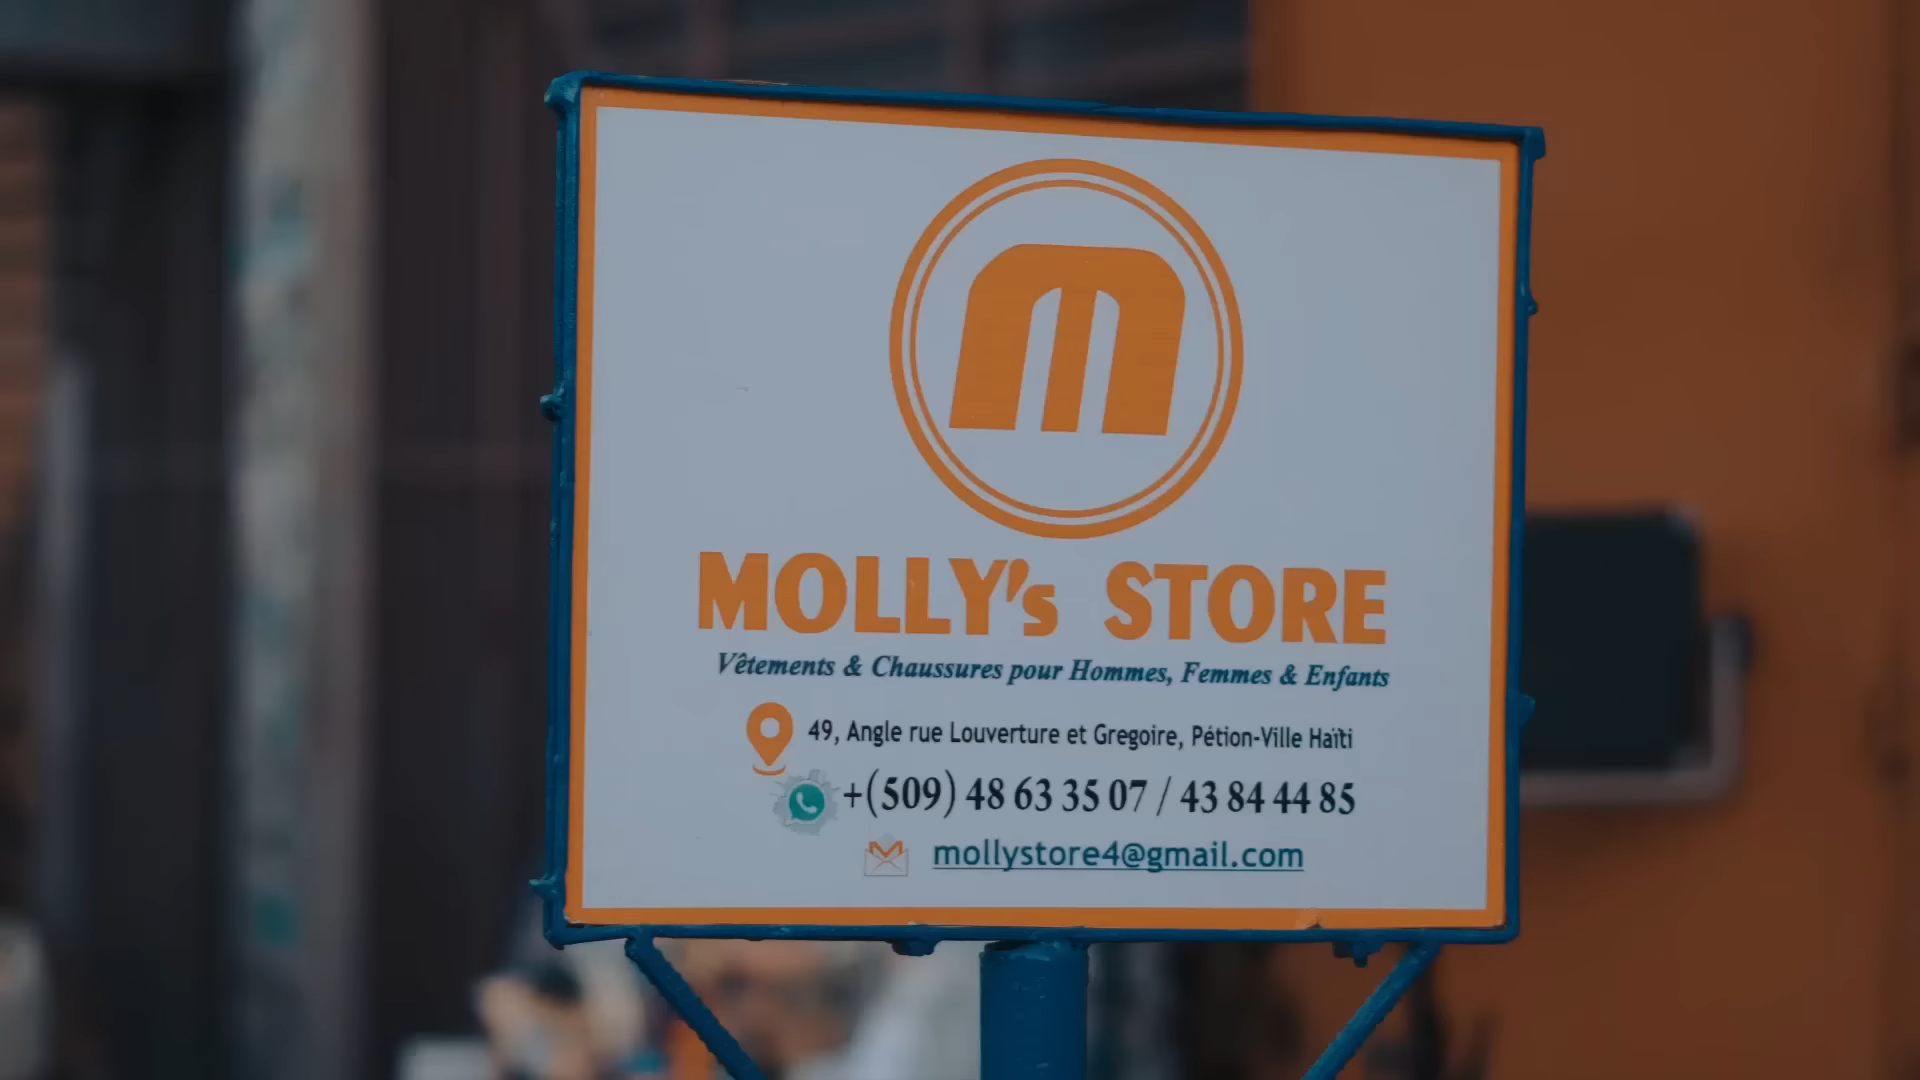 m
MOLLY's STORE
Vêtements & Chaussures pour Hommes, Femmes & Enfants
49, Angle rue Louverture et Gregoire, Pétion-Ville Haïti
+(509) 48 63 35 07 / 43 84 44 85
mollystore4@gmail.com